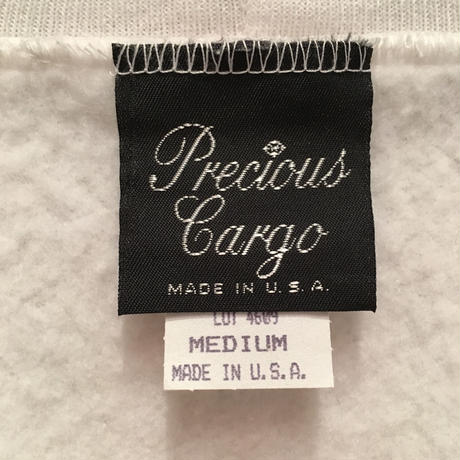 Precious
Cargo
MADE IN U.S.A.
LOT 4609
MEDIUM
MADE IN U.S.A.